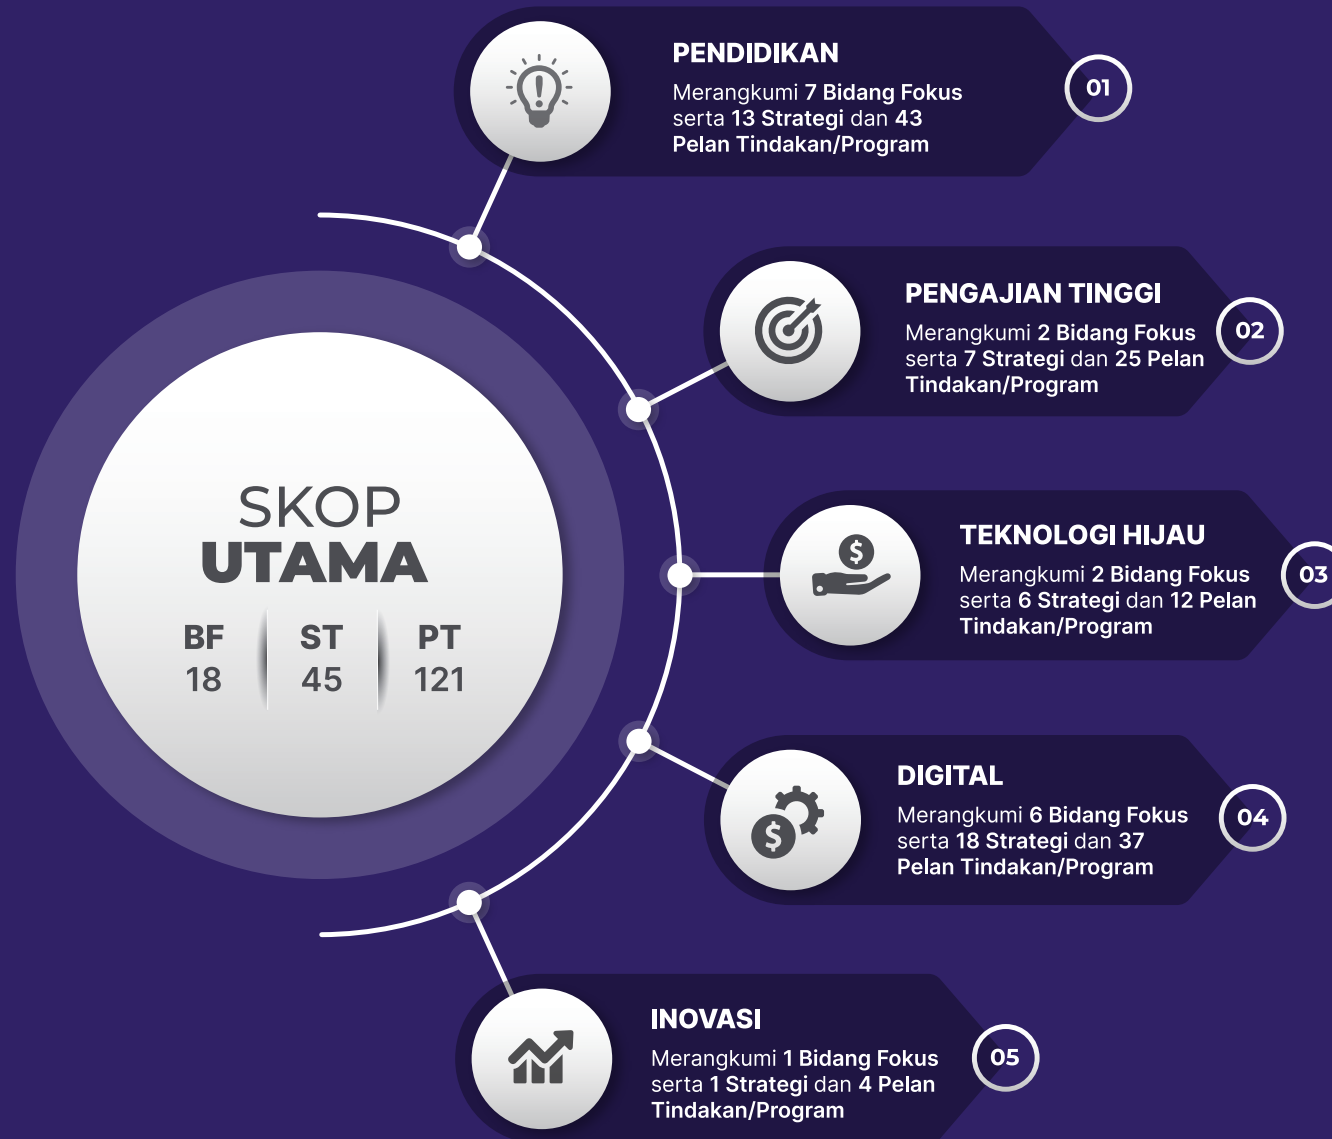 PENDIDIKAN
Merangkumi 7 Bidang Fokus
serta 13 Strategi dan 43
Pelan Tindakan/Program
01
PENGAJIAN TINGGI
Merangkumi 2 Bidang Fokus
serta 7 Strategi dan 25 Pelan
Tindakan/Program
02
SKOP
UTAMA
BF ST PT
18 45 121
TEKNOLOGI HIJAU
Merangkumi 2 Bidang Fokus
serta 6 Strategi dan 12 Pelan
Tindakan/Program
03
DIGITAL
Merangkumi 6 Bidang Fokus
serta 18 Strategi dan 37
Pelan Tindakan/Program
04
INOVASI
Merangkumi 1 Bidang Fokus
serta 1 Strategi dan 4 Pelan
Tindakan/Program
05